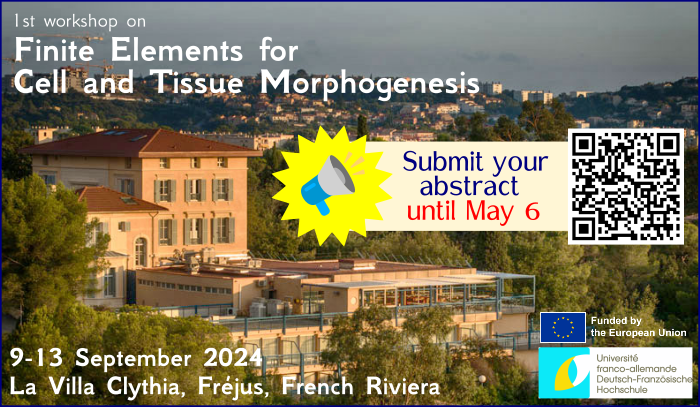 1st workshop on
Finite Elements for
Cell and Tissue Morphogenesis
Submit your
abstract
until May 6
9-13 September 2024
La Villa Clythia, Fréjus, French Riviera
Funded by
the European Union
Université
franco-allemande
Deutsch-Französische
Hochschule